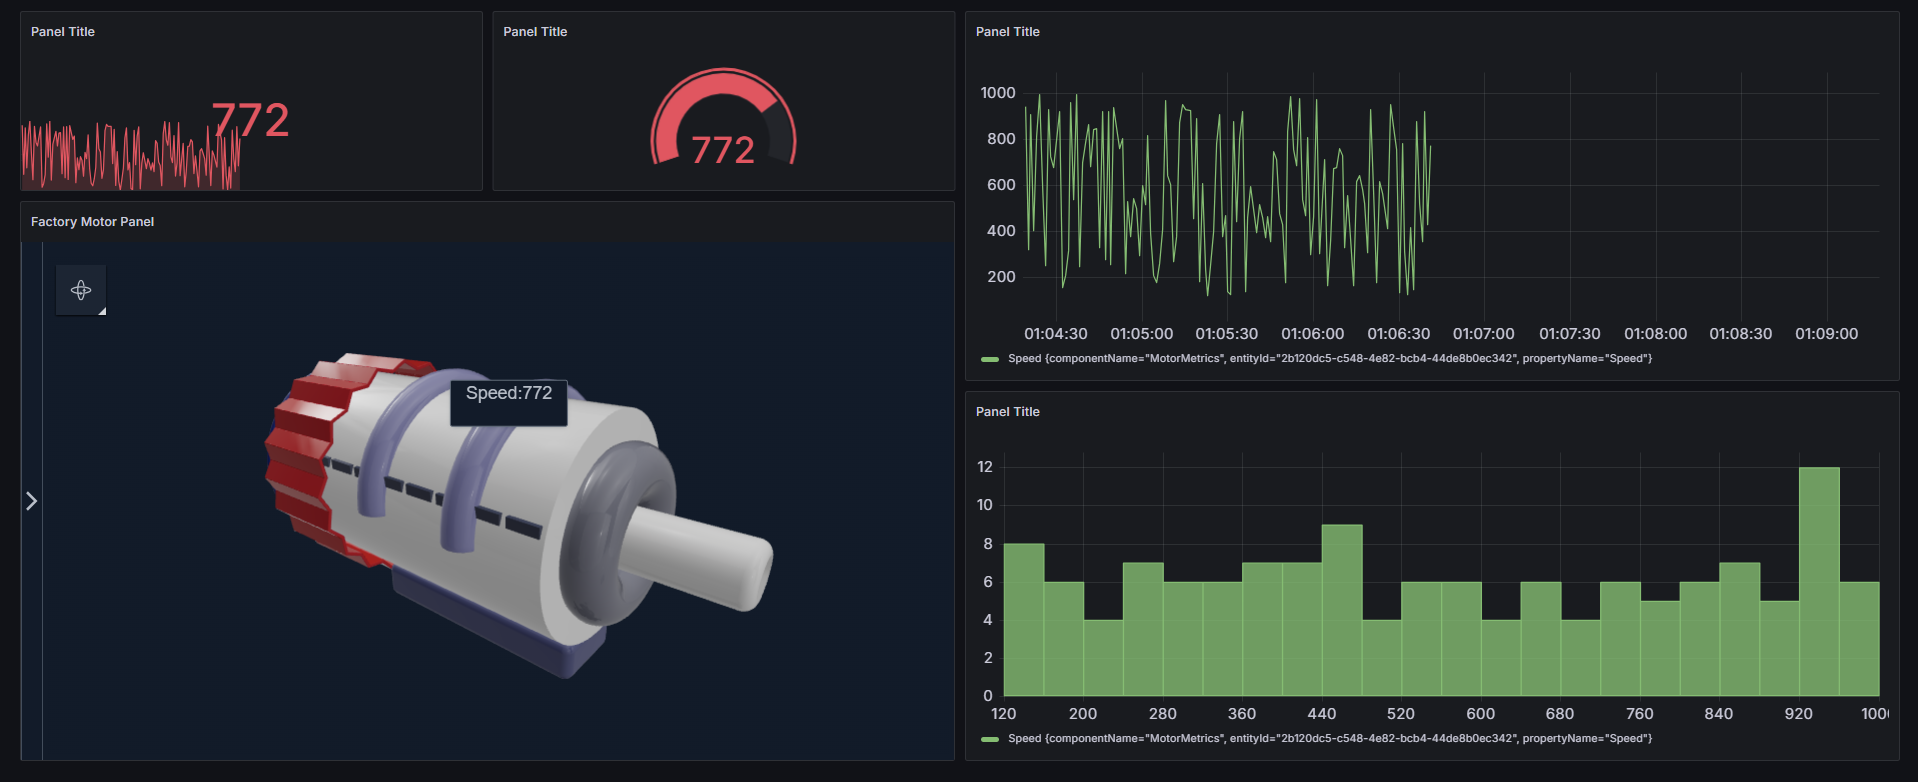 Panel Title
772
Panel Title
772
Factory Motor Panel
Speed:772
Panel Title
1000
800
600
400
200
01:04:30 01:05:00 01:05:30 01:06:00 01:06:30 01:07:00 01:07:30 01:08:00 01:08:30 01:09:00
Speed {componentName="MotorMetrics", entityId="2b120dc5-c548-4e82-bcb4-44de8b0ec342", propertyName="Speed"}
Panel Title
12
10
8
6
4
2
0
120 200 280 360 440 520 600 680 760 840 920 100
Speed {componentName="MotorMetrics", entityId="2b120dc5-c548-4e82-bcb4-44de8b0ec342", propertyName="Speed"}